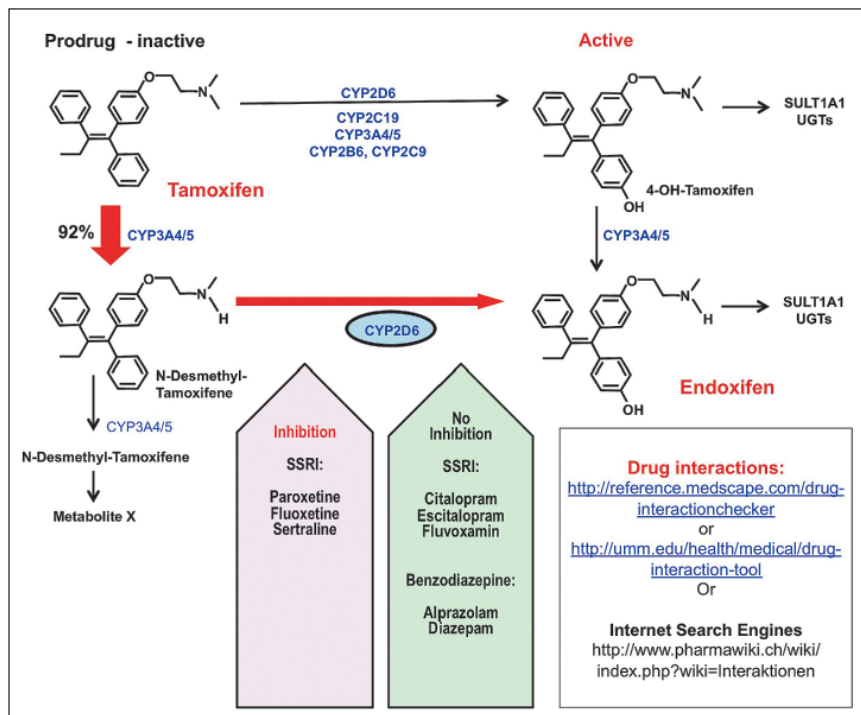 Prodrug - inactive
Active
O
N
CYP2D6
CYP2C19
CYP3A4/5
CYP2B6, CYP2C9
O
N
SULT1A1
UGTs
Tamoxifen
OH
4-OH-Tamoxifen
92%
CYP3A4/5
CYP3A4/5
O
N
H
CYP2D6
O
N
H
SULT1A1
UGTs
N-Desmethyl-
Tamoxifene
OH
Endoxifen
CYP3A4/5
N-Desmethyl-Tamoxifene
Metabolite X
Inhibition
SSRI:
Paroxetine
Fluoxetine
Sertraline
No
Inhibition
SSRI:
Citalopram
Escitalopram
Fluvoxamin
Benzodiazepine:
Alprazolam
Diazepam
Drug interactions:
http://reference.medscape.com/drug-
interactionchecker
or
http://umm.edu/health/medical/drug-
interaction-tool
Or
Internet Search Engines
http://www.pharmawiki.ch/wiki/
index.php?wiki=Interaktionen